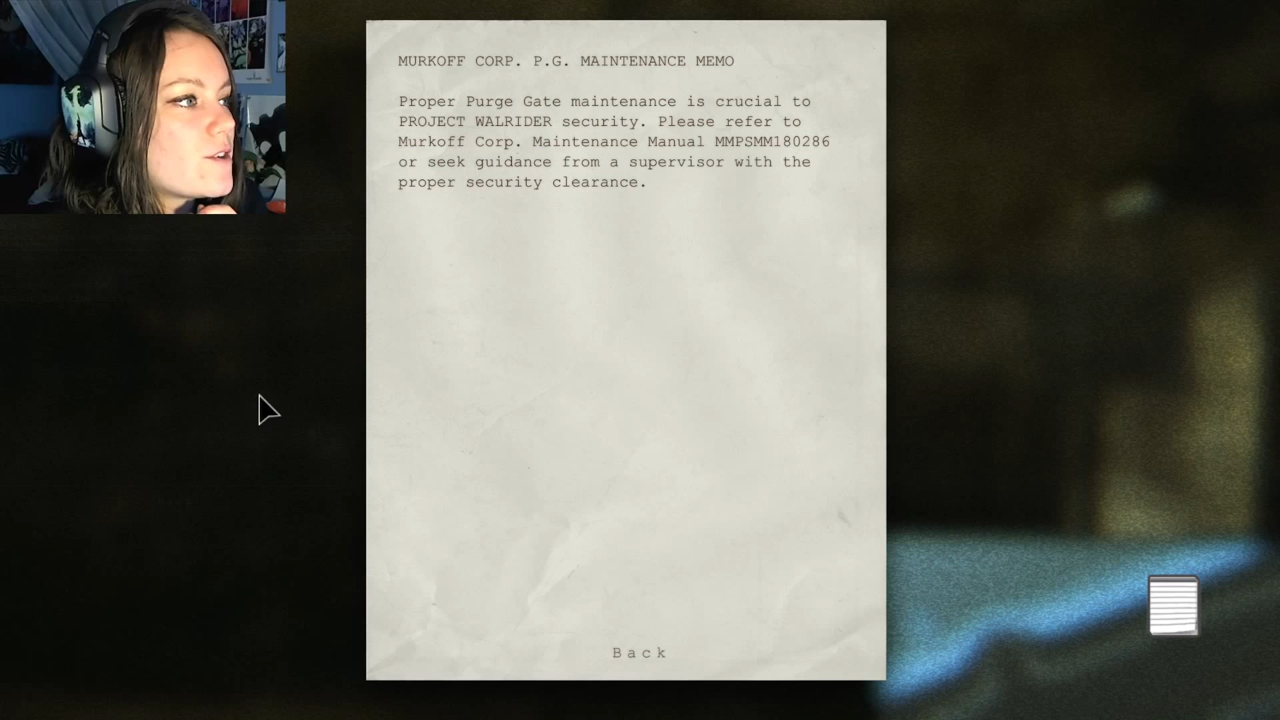 MURKOFF CORP. P.G. MAINTENANCE MEMO
Proper Purge Gate maintenance is crucial to
PROJECT WALRIDER security. Please refer to
Murkoff Corp. Maintenance Manual MMPSMM180286
or seek guidance from a supervisor with the
proper security clearance.
Back